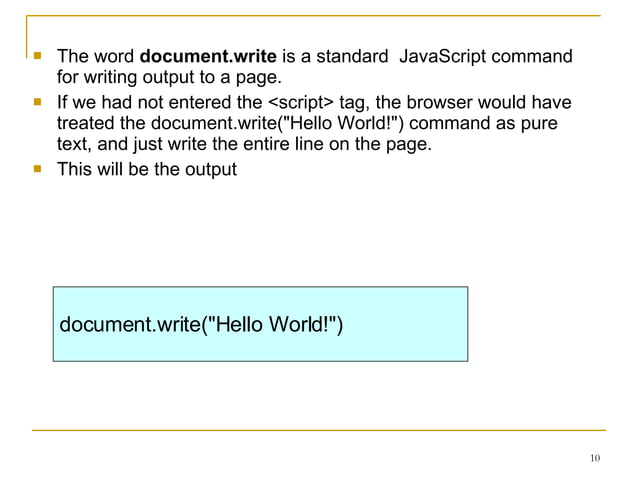 The word document.write is a standard  JavaScript command
for writing output to a page.
If we had not entered the <script> tag, the browser would have
treated the document.write("Hello World!") command as pure
text, and just write the entire line on the page.
This will be the output
document.write("Hello World!")
10